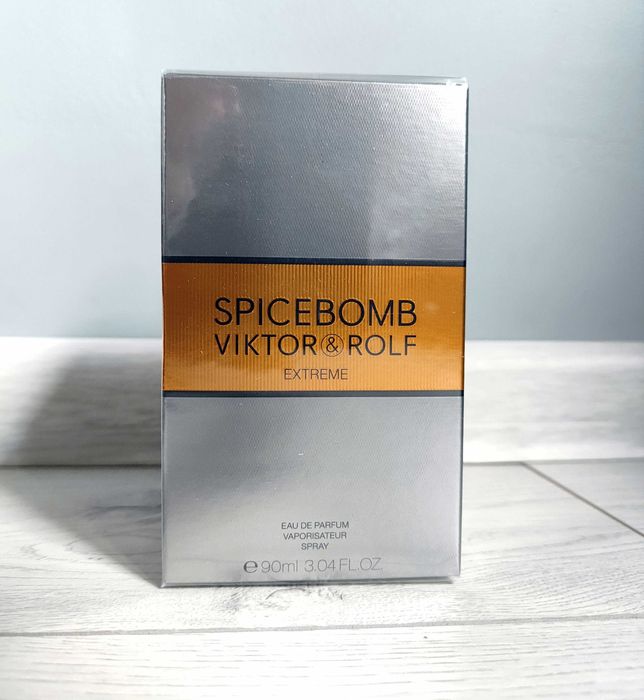 SPICEBOMB
VIKTOR&ROLF
EXTREME
EAU DE PARFUM
VAPORISATEUR
SPRAY
℮90ml 3.04 FL.OZ.